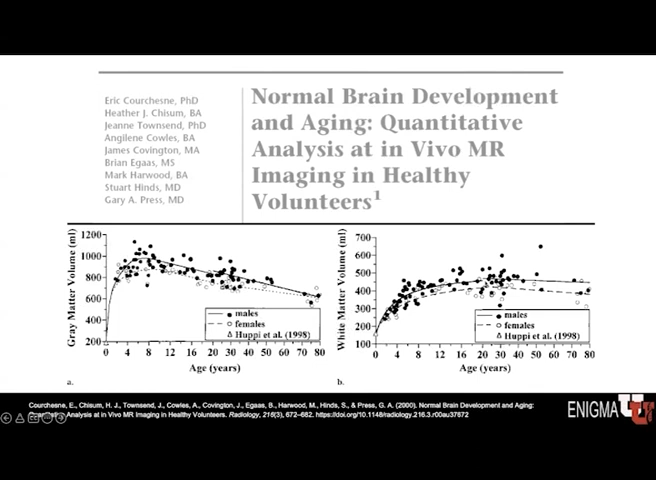 Eric Courchesne, PhD
Heather J. Chisum, BA
Jeanne Townsend, PhD
Angilene Cowles, BA
James Covington, MA
Brian Egaas, MS
Mark Harwood, BA
Stuart Hinds, MD
Gary A. Press, MD
Normal Brain Development
and Aging: Quantitative
Analysis at in Vivo MR
Imaging in Healthy
Volunteers¹
Gray Matter Volume (ml)
1200
1000
800
600
400
200
0 4 8 12 16 20 30 40 50 60 70 80
Age (years)
males
females
Huppi et al. (1998)
a.
White Matter Volume (ml)
700
600
500
400
300
200
100
0 4 8 12 16 20 30 40 50 60 70 80
Age (years)
males
females
Huppi et al. (1998)
b.
Courchesne, E., Chisum, H. J., Townsend, J., Cowles, A., Covington, J., Egaas, B., Harwood, M., Hinds, S., & Press, G. A. (2000). Normal Brain Development and Aging:
Quantitative Analysis at in Vivo MR Imaging in Healthy Volunteers. Radiology, 216(3), 672–682. https://doi.org/10.1148/radiology.216.3.r00au37672
ENIGMA